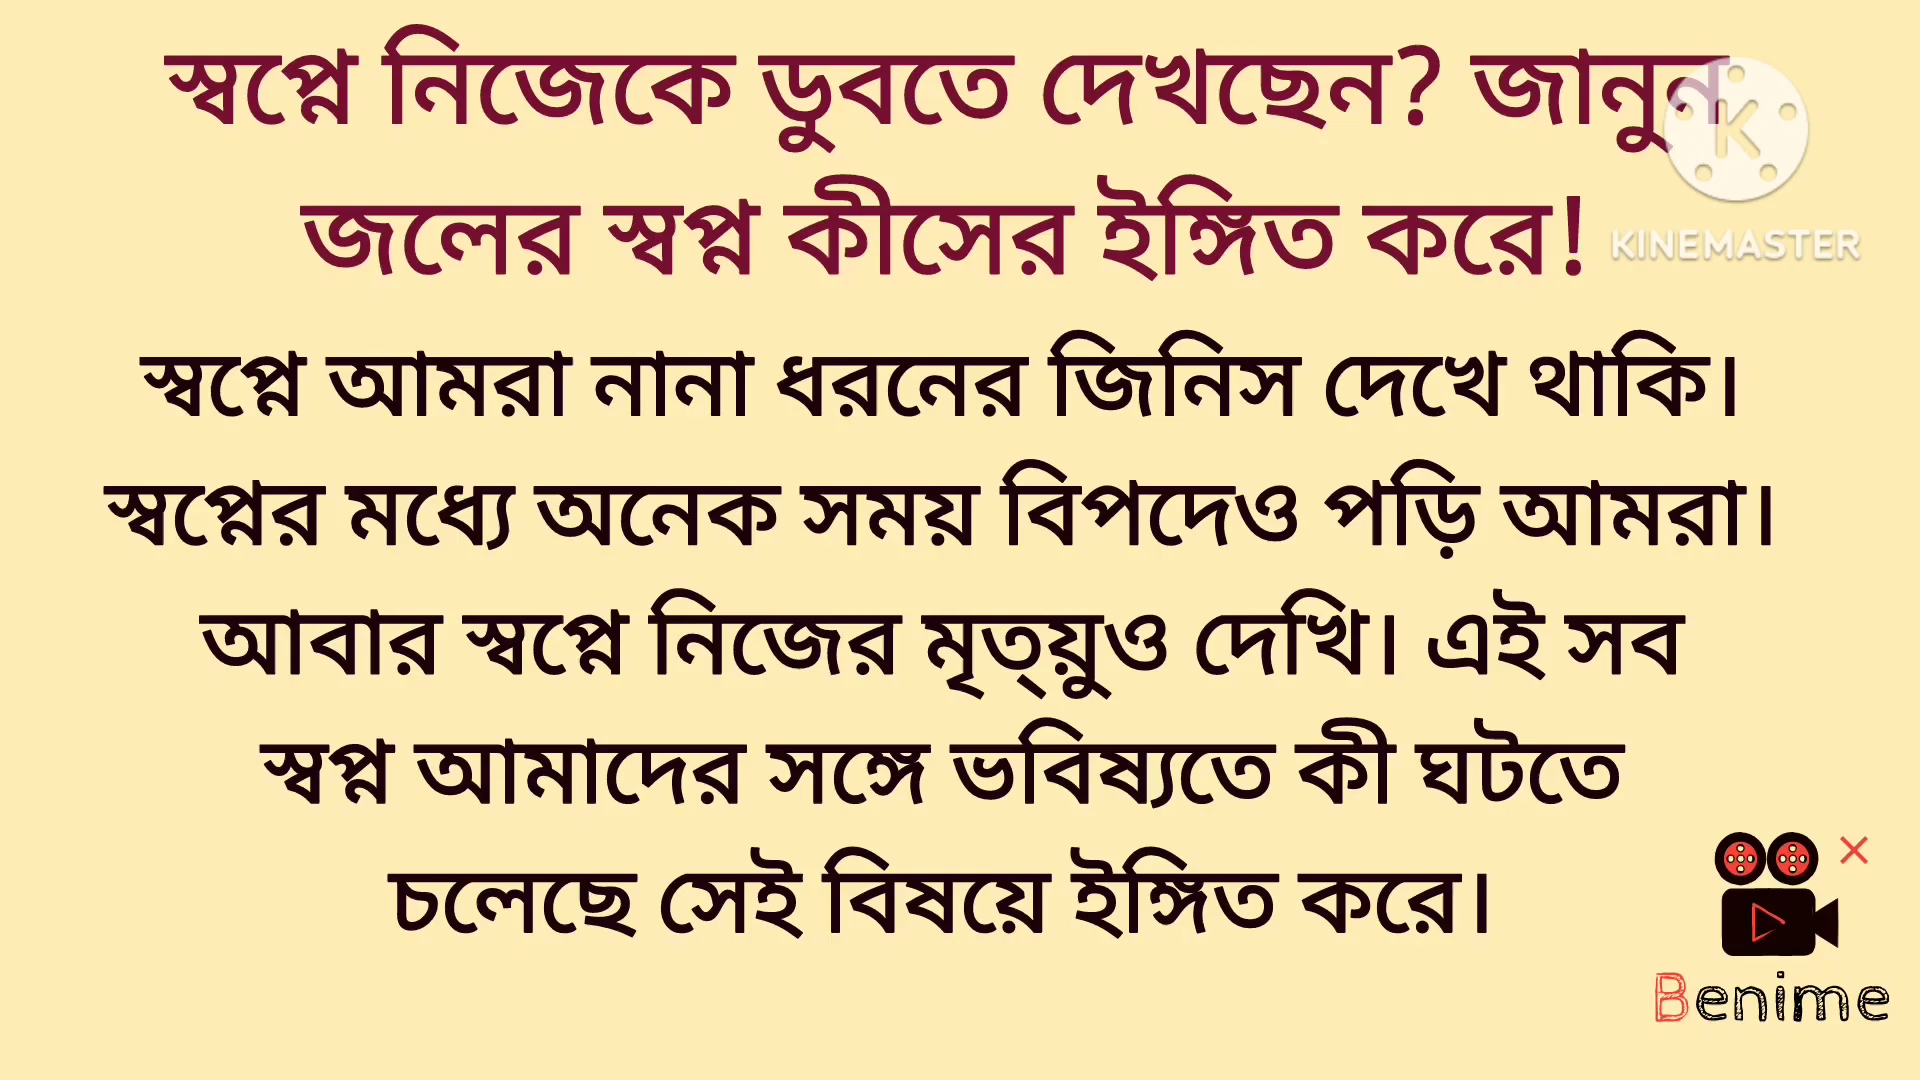 স্বপ্নে নিজেকে ডুবতে দেখছেন? জানুন
জলের স্বপ্ন কীসের ইঙ্গিত করে!
KINEMASTER
স্বপ্নে আমরা নানা ধরনের জিনিস দেখে থাকি।
স্বপ্নের মধ্যে অনেক সময় বিপদেও পড়ি আমরা।
আবার স্বপ্নে নিজের মৃত্য়ুও দেখি। এই সব
স্বপ্ন আমাদের সঙ্গে ভবিষ্যতে কী ঘটতে
চলেছে সেই বিষয়ে ইঙ্গিত করে।
Benime